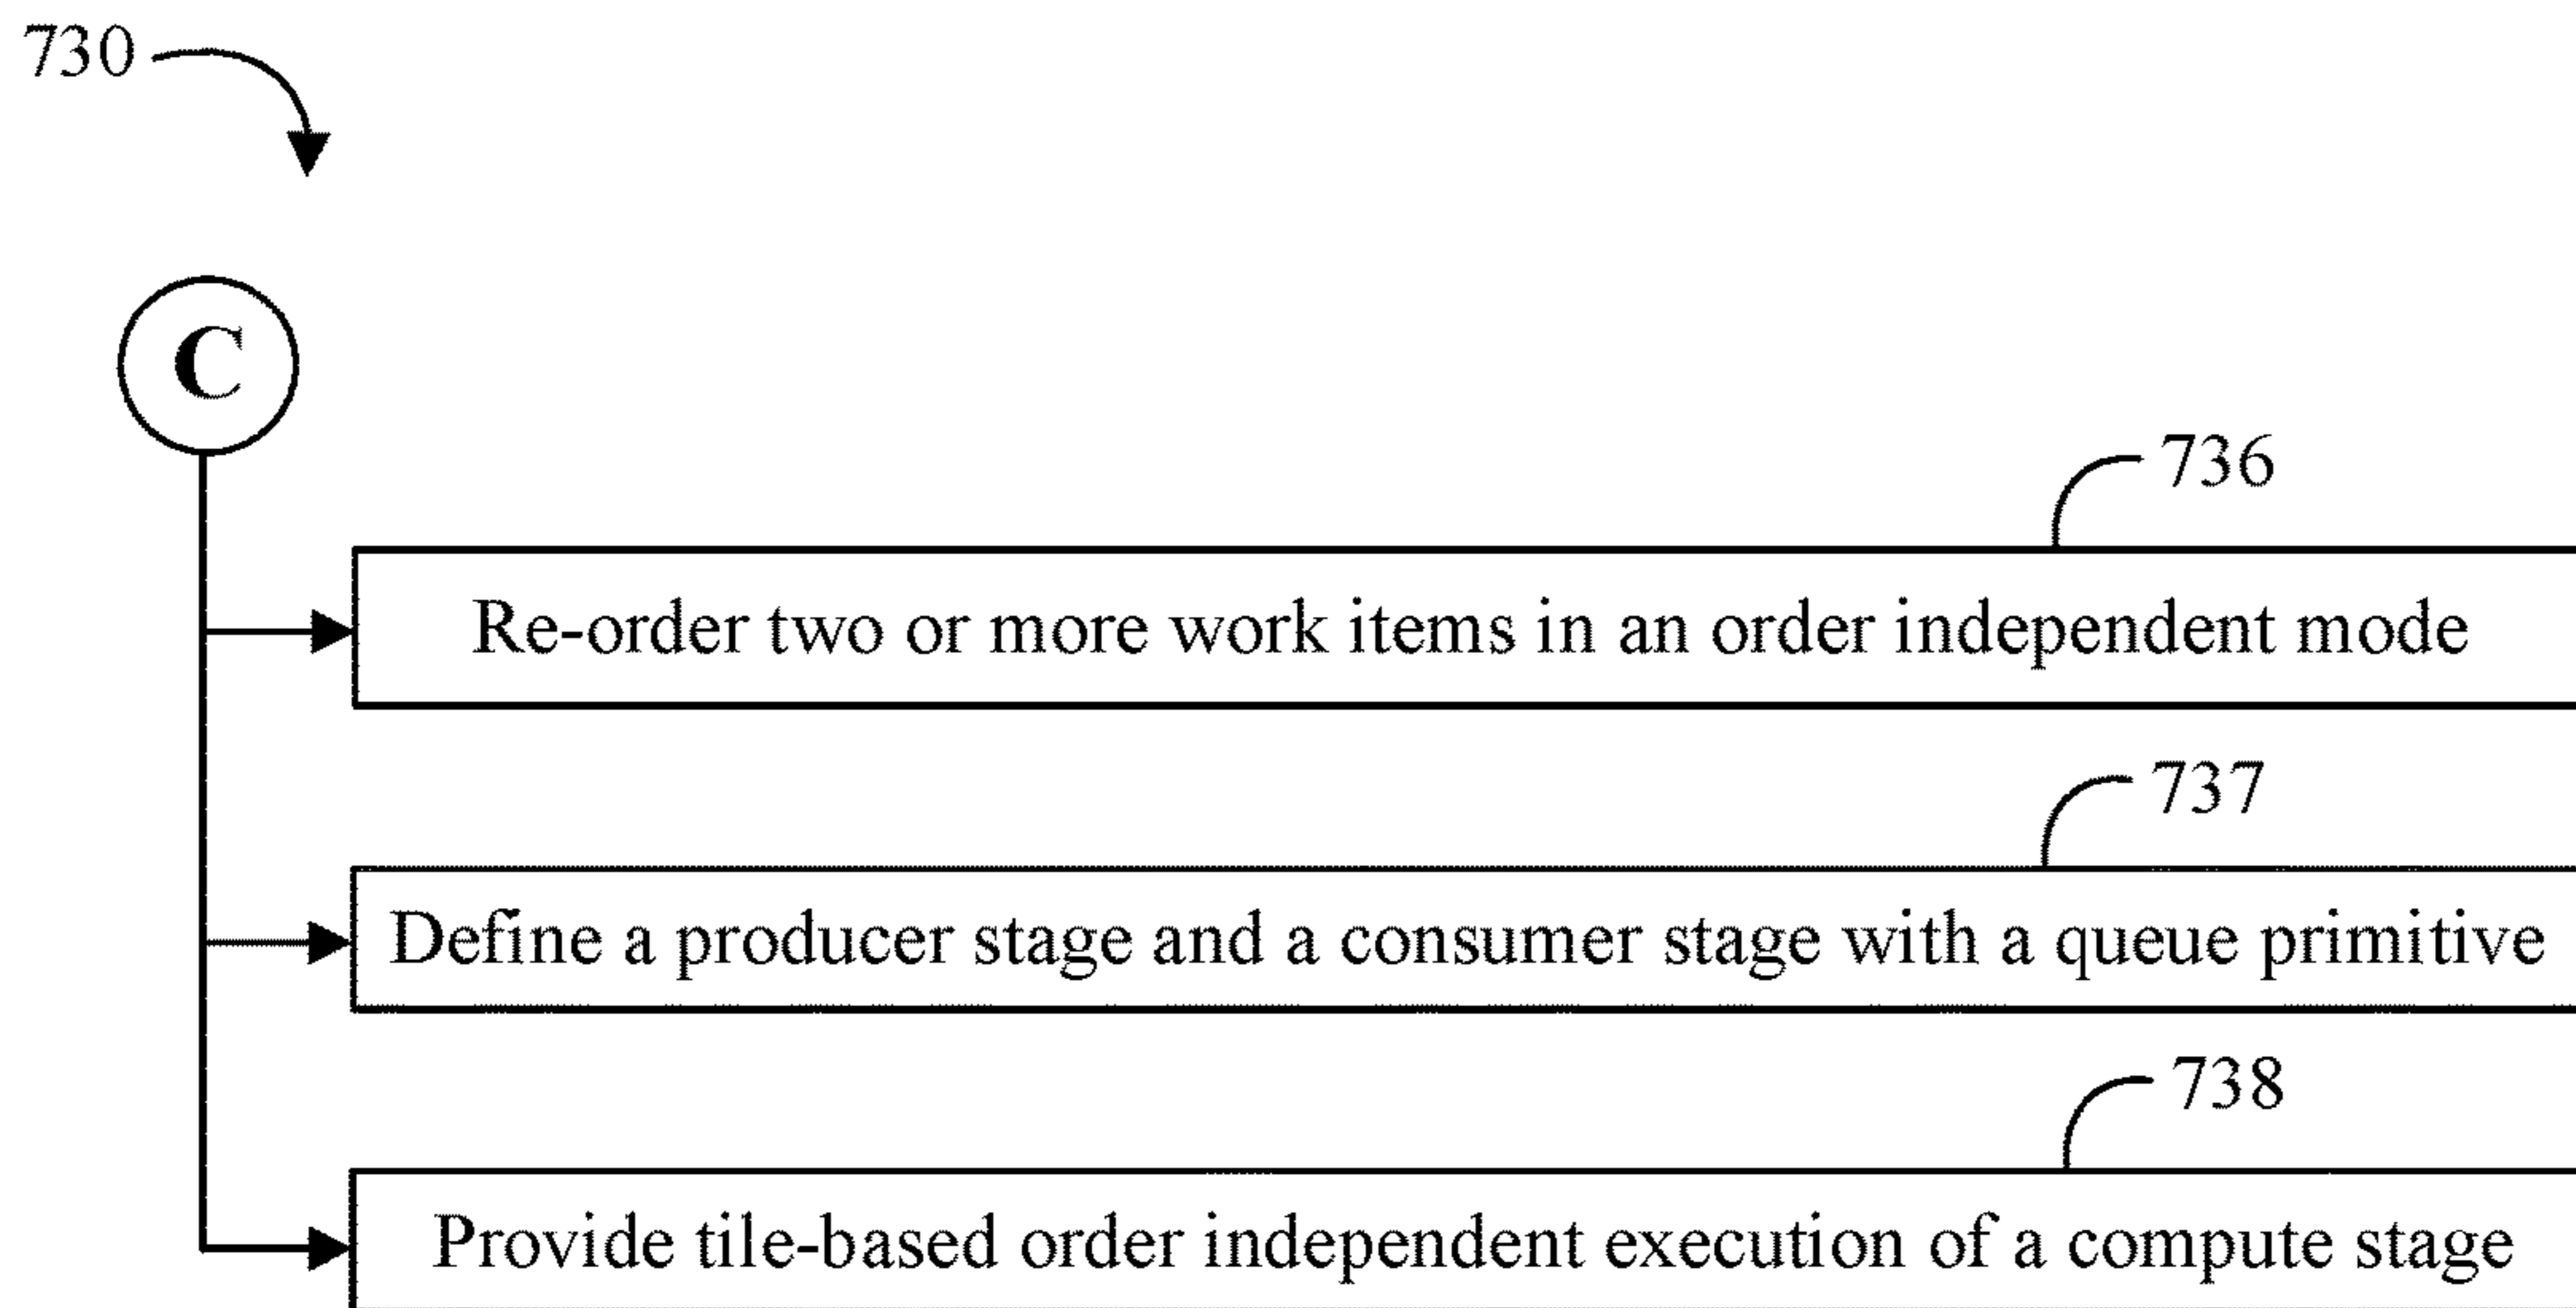 730
C
736
Re-order two or more work items in an order independent mode
737
Define a producer stage and a consumer stage with a queue primitive
738
Provide tile-based order independent execution of a compute stage